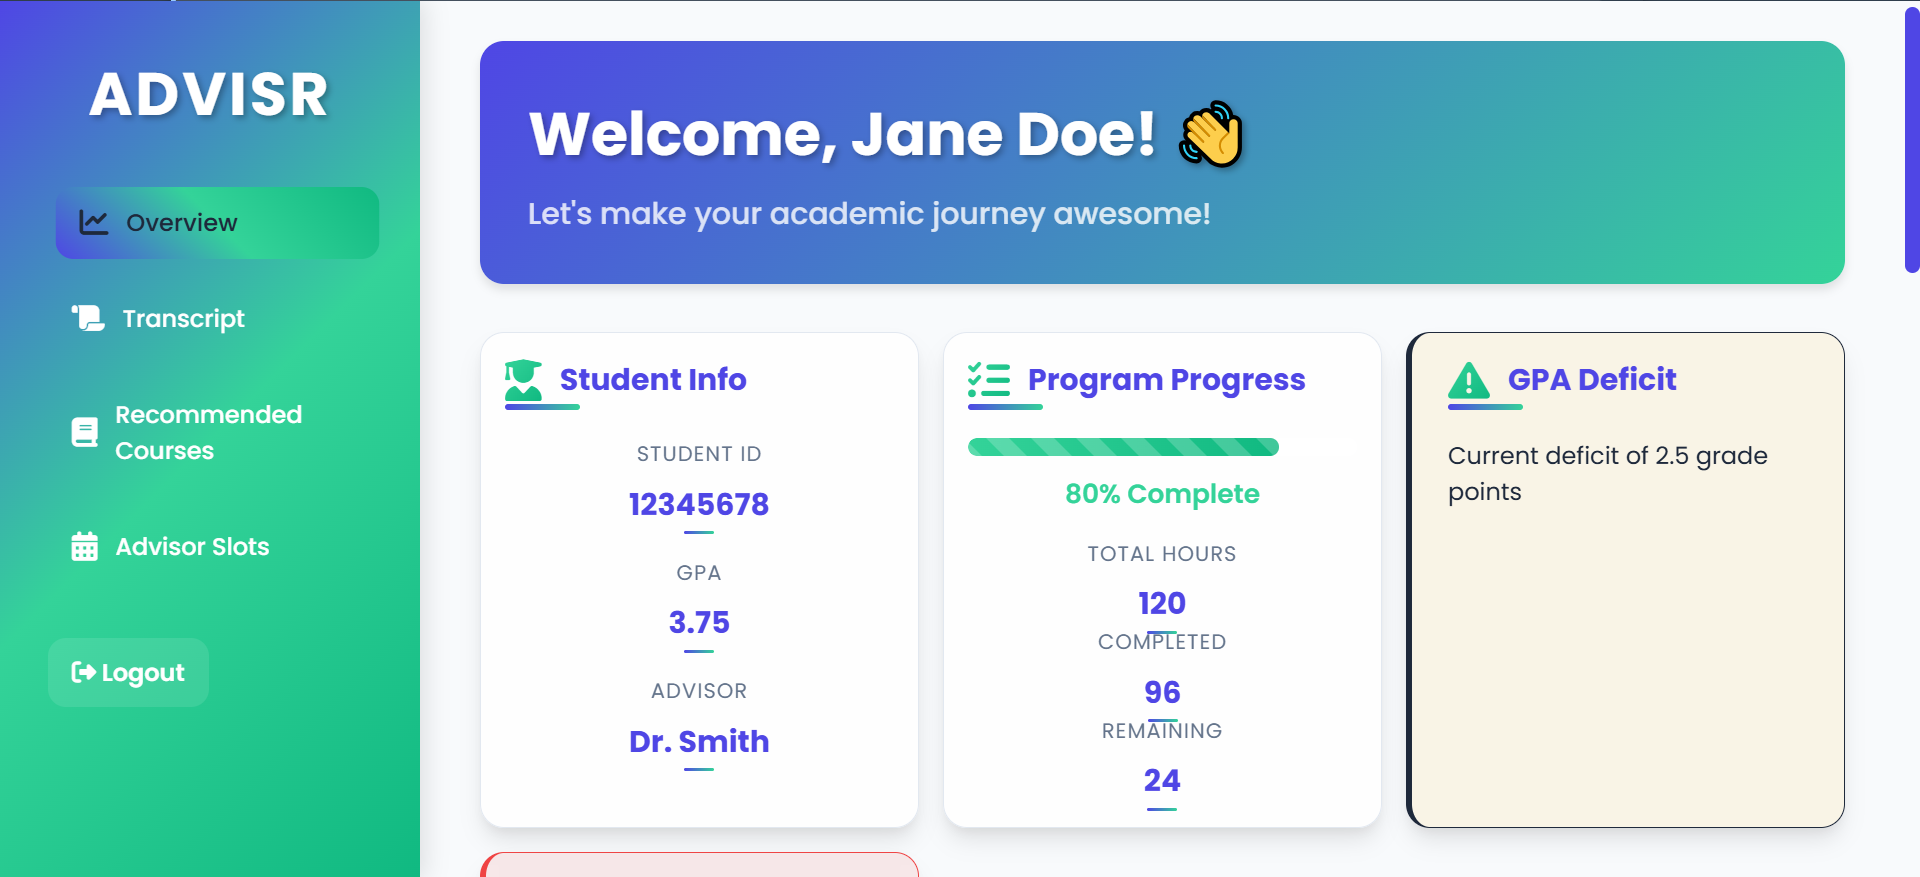 ADVISR
Overview
Transcript
Recommended
Courses
Advisor Slots
Logout
Welcome, Jane Doe! 👋
Let's make your academic journey awesome!
Student Info
STUDENT ID
12345678
GPA
3.75
ADVISOR
Dr. Smith
Program Progress
80% Complete
TOTAL HOURS
120
COMPLETED
96
REMAINING
24
GPA Deficit
Current deficit of 2.5 grade
points